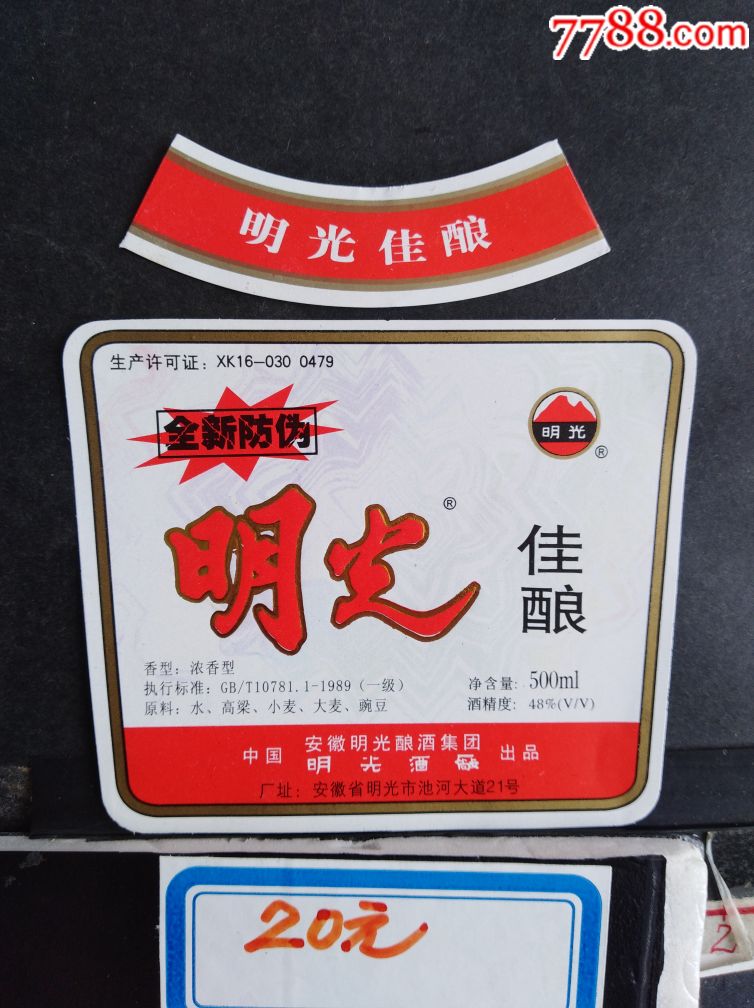 7788.com
明光佳酿
生产许可证：XK16-030 0479
全新防伪
明光
®
明光®
佳酿
香型：浓香型
执行标准：GB/T10781.1-1989（一级）
原料：水、高粱、小麦、大麦、豌豆
净含量：500ml
酒精度：48%(V/V)
中国 安徽明光酿酒集团 出品
明光酒
厂址：安徽省明光市池河大道21号
20元
2